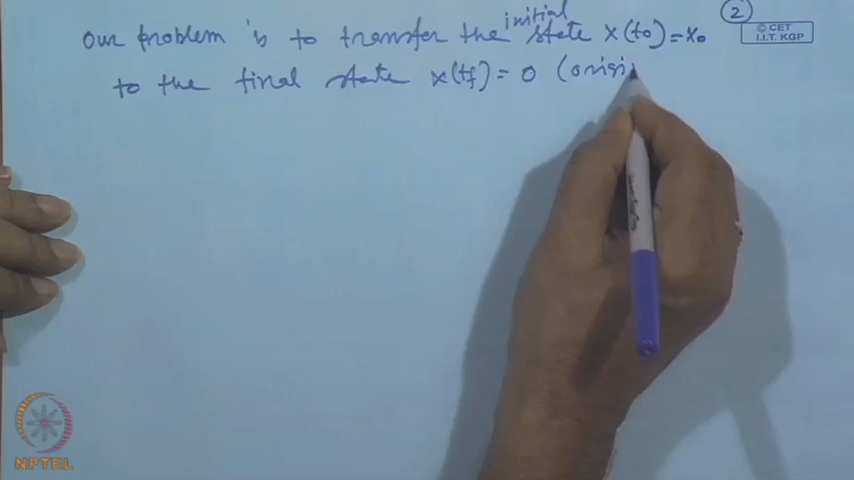 2
© CET
I.I.T. KGP
our problem is to transfer the initial state x(t0) = x0
to the final state x(tf) = 0 (origi
NPTEL